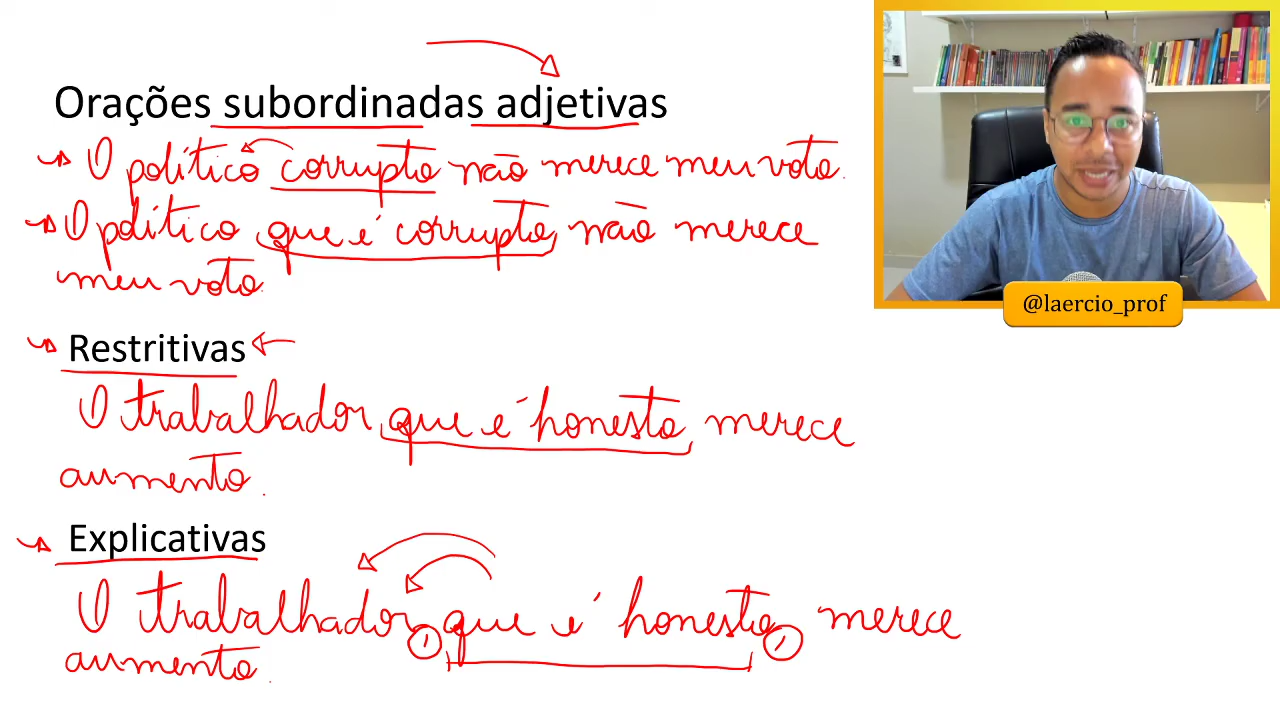 Orações subordinadas adjetivas
O político corrupto não merece meu voto.
O político que é corrupto não merece
meu voto.
Restritivas
O trabalhador que é honesto merece
aumento.
Explicativas
O trabalhador, que é honesto, merece
aumento.
@laercio_prof